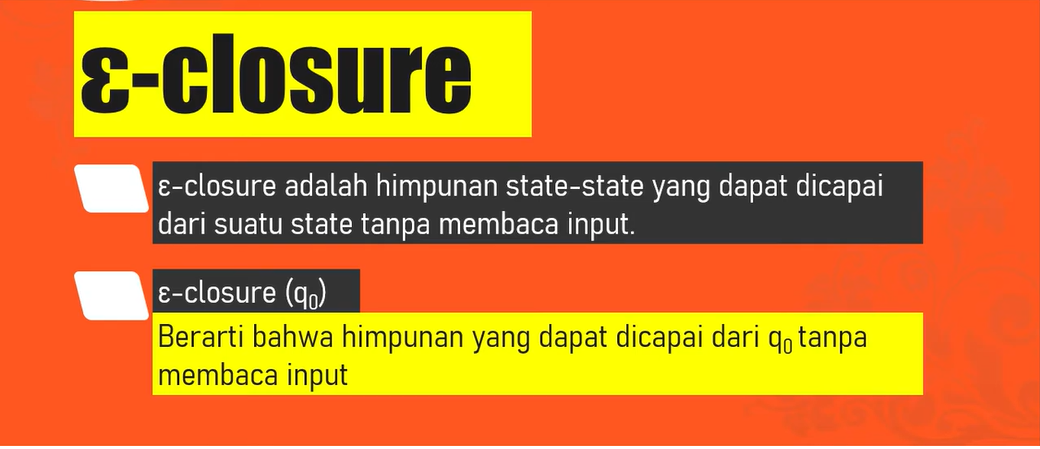 ε-closure
ε-closure adalah himpunan state-state yang dapat dicapai
dari suatu state tanpa membaca input.
ε-closure (q₀)
Berarti bahwa himpunan yang dapat dicapai dari q₀ tanpa
membaca input